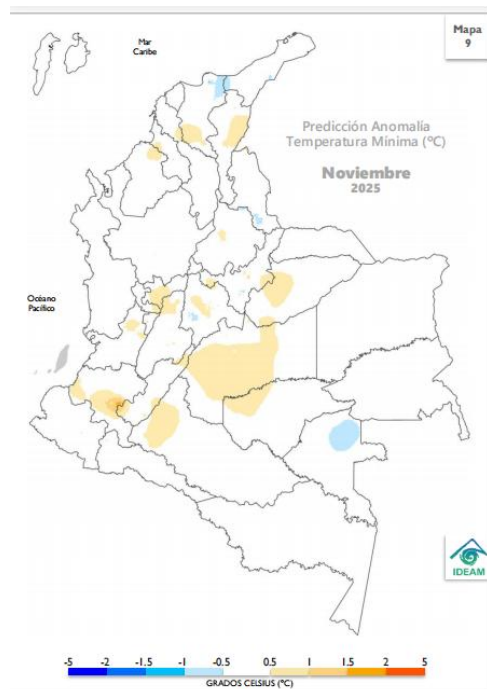 Mapa
9
Mar
Caribe
Predicción Anomalía
Temperatura Mínima (ºC)
Noviembre
2025
Océano
Pacífico
IDEAM
-5 -2 -1.5 -1 -0.5 0.5 1 1.5 2 5
GRADOS CELSIUS (ºC)